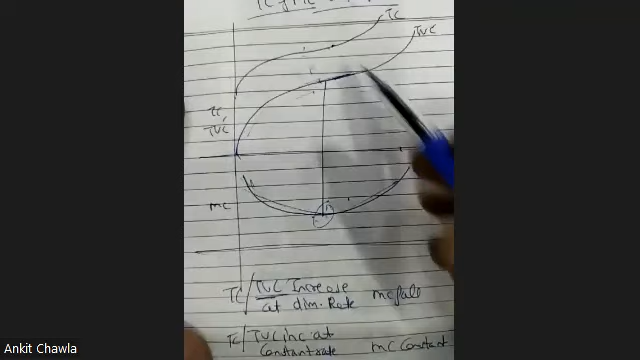 TC
TVC
TC
TVC
MC
TC / TVC Increase
at dim. Rate mc falls
TC / TVC inc. at
Constant rate mc Constant
Ankit Chawla